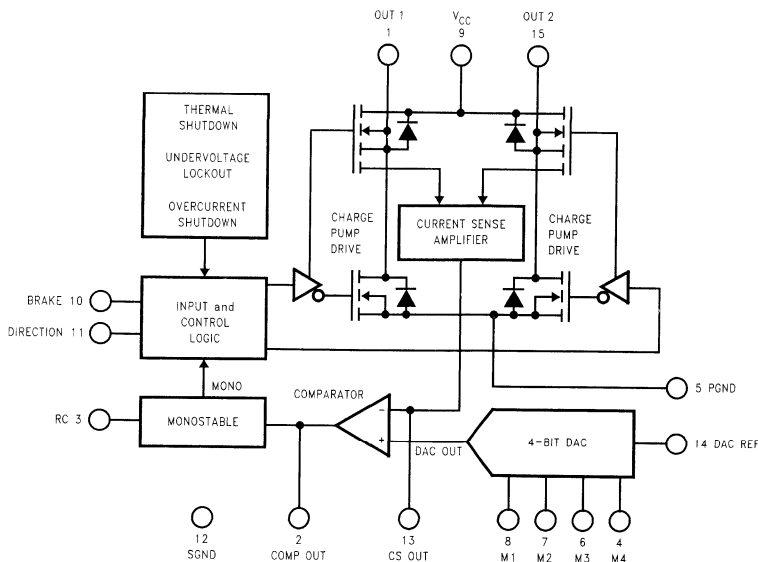 OUT 1
1
VCC
9
OUT 2
15
THERMAL
SHUTDOWN
UNDERVOLTAGE
LOCKOUT
OVERCURRENT
SHUTDOWN
CHARGE
PUMP
DRIVE
CURRENT SENSE
AMPLIFIER
CHARGE
PUMP
DRIVE
BRAKE 10
DIRECTION 11
INPUT and
CONTROL
LOGIC
MONO
COMPARATOR
5 PGND
RC 3
MONOSTABLE
-
+
DAC OUT
4-BIT DAC
14 DAC REF
12
SGND
2
COMP OUT
13
CS OUT
8
M1
7
M2
6
M3
4
M4